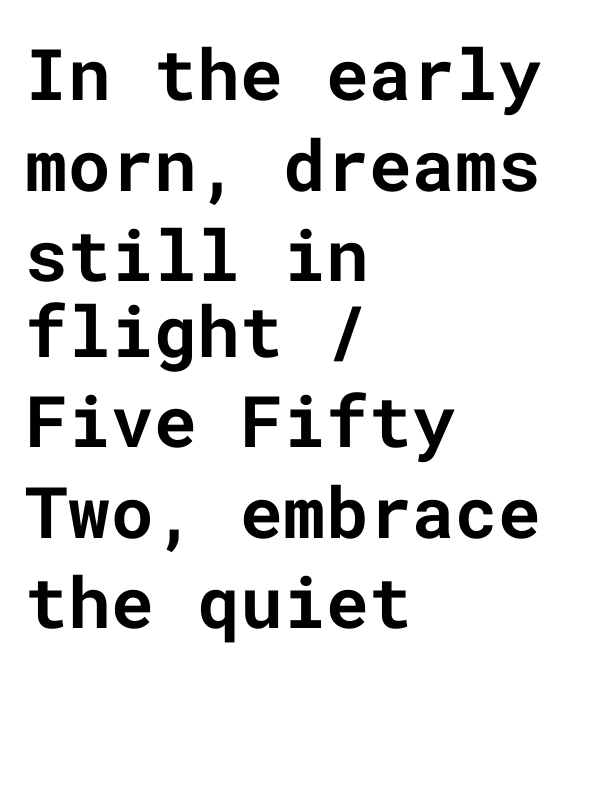 In the early
morn, dreams
still in
flight /
Five Fifty
Two, embrace
the quiet